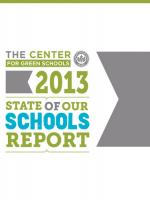 THE CENTER
FOR GREEN SCHOOLS
2013
STATE OF OUR
SCHOOLS
REPORT